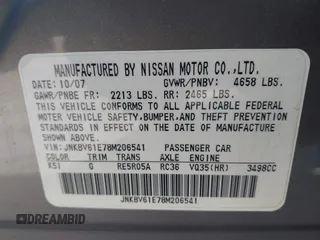 MANUFACTURED BY NISSAN MOTOR CO.,LTD.
DATE: 10/07 GVWR/PNBV: 4658 LBS.
GAWR/PNBE FR: 2213 LBS. RR: 2465 LBS.
THIS VEHICLE CONFORMS TO ALL APPLICABLE FEDERAL
MOTOR VEHICLE SAFETY,BUMPER,AND THEFT PREVENTION
STANDARDS IN EFFECT ON THE DATE OF MANUFACTURE
SHOWN ABOVE.
VIN: JNKBV61E78M206541 PASSENGER CAR
COLOR TRIM TRANS AXLE ENGINE
K51 G RE5R05A RC36 VQ35(HR) 3498CC
JNKBV61E78M206541
DREAMBID